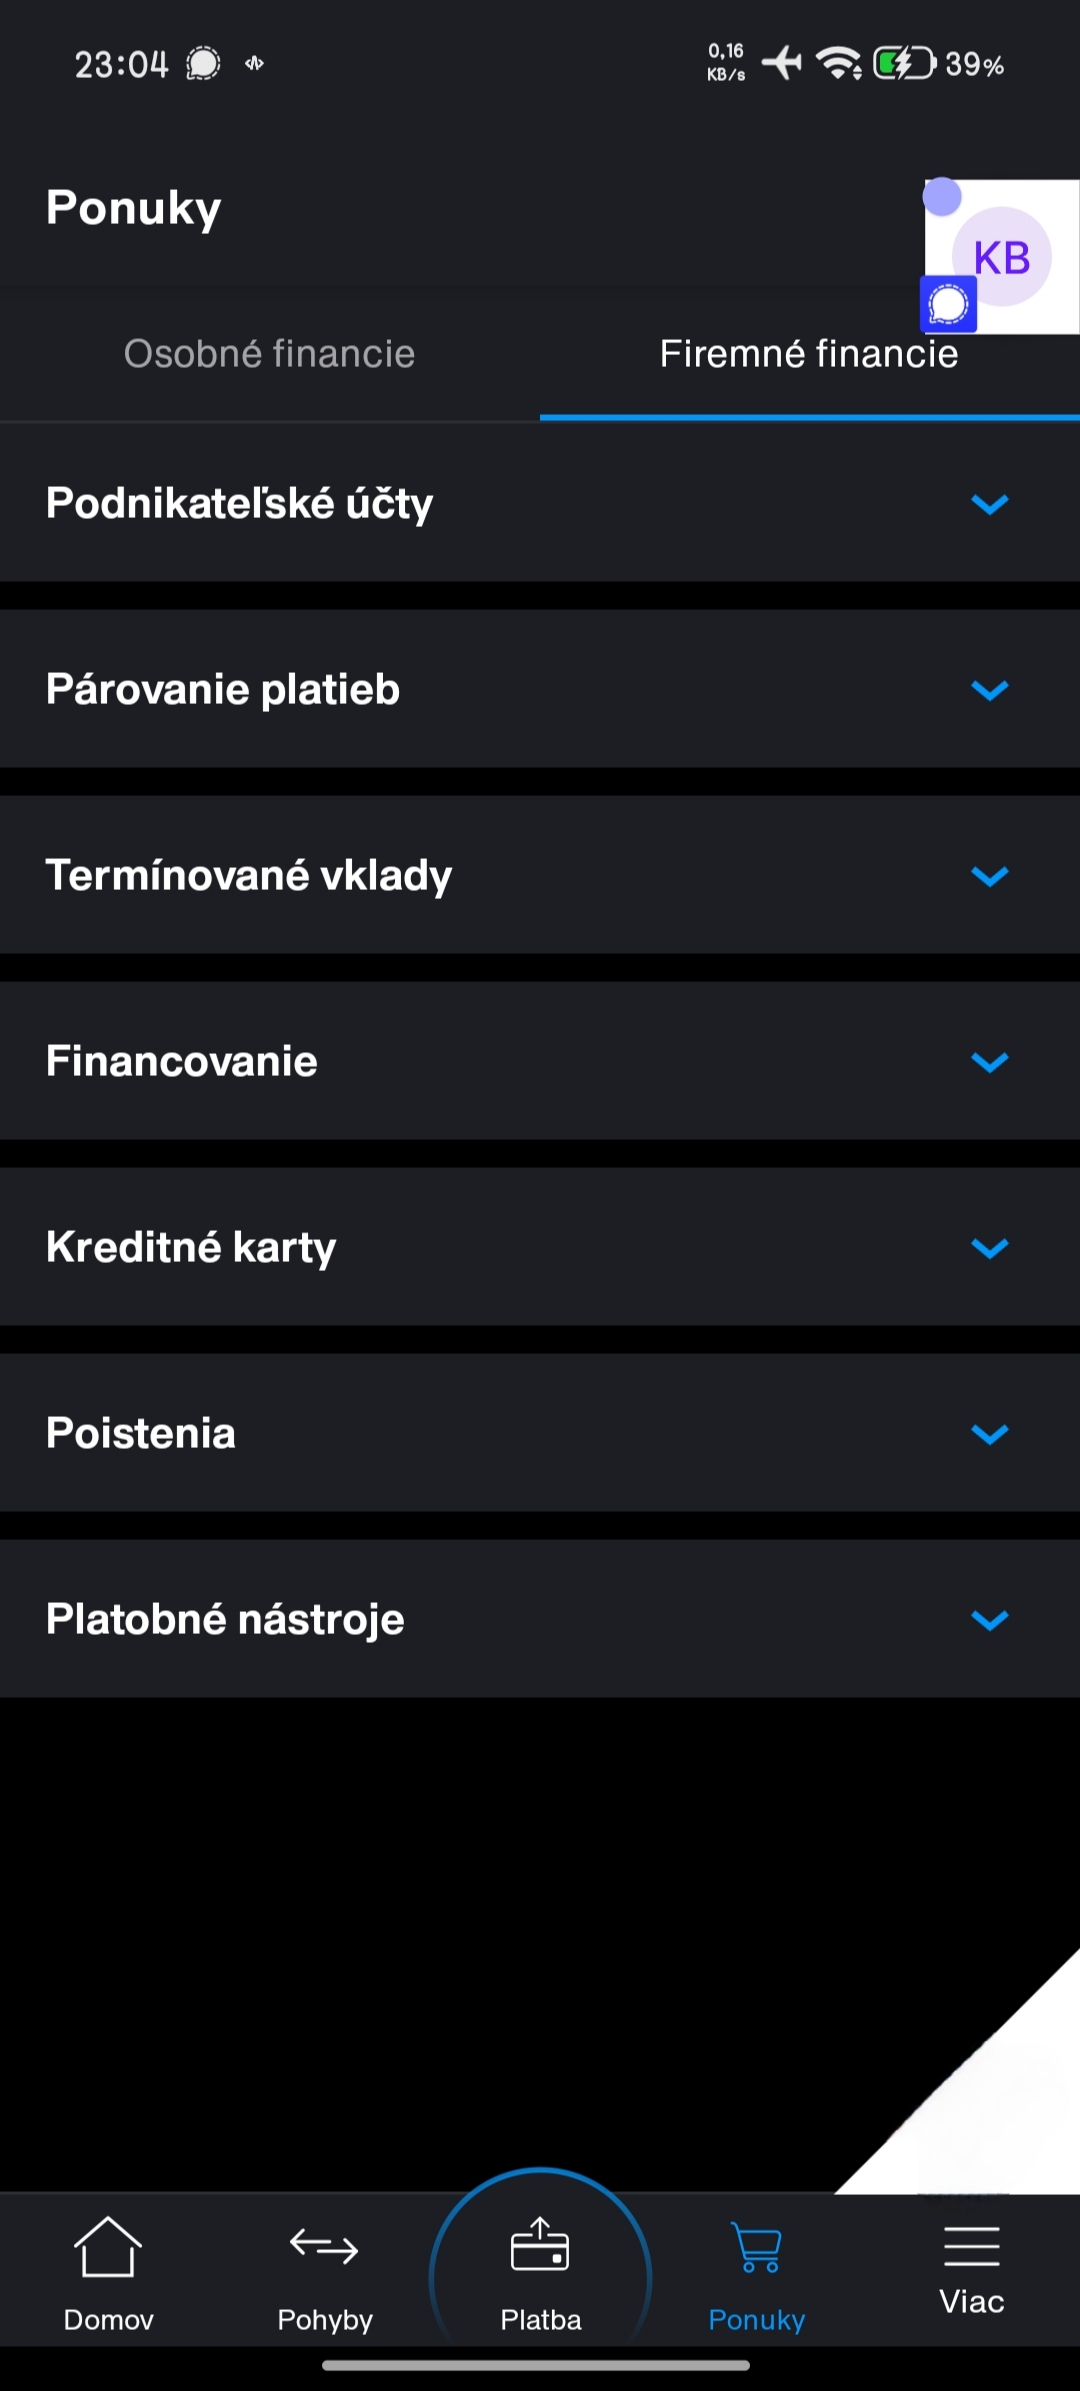 23:04
0,16
KB/s
39%
Ponuky
KB
Osobné financie
Firemné financie
Podnikateľské účty
Párovanie platieb
Termínované vklady
Financovanie
Kreditné karty
Poistenia
Platobné nástroje
Domov
Pohyby
Platba
Ponuky
Viac